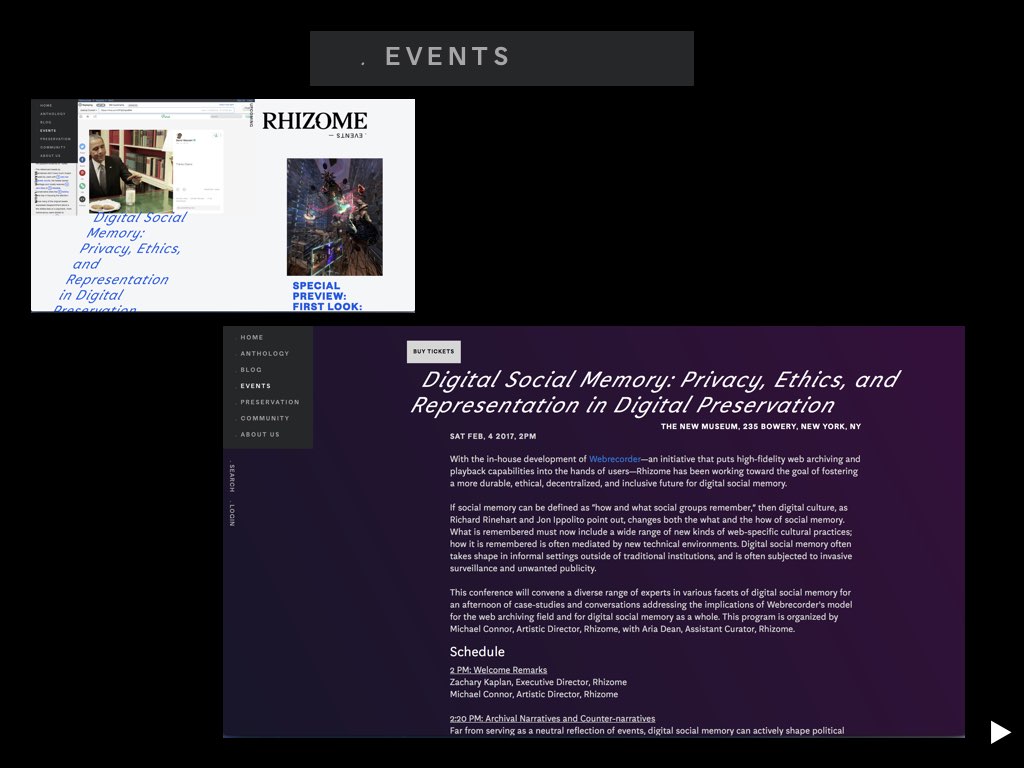 . EVENTS
HOME
ANTHOLOGY
BLOG
EVENTS
PRESERVATION
COMMUNITY
ABOUT US
RHIZOME
— EVENTS .
Digital Social
Memory:
Privacy, Ethics,
and
Representation
in Digital
Preservation
SPECIAL
PREVIEW:
FIRST LOOK:
. HOME
. ANTHOLOGY
. BLOG
. EVENTS
. PRESERVATION
. COMMUNITY
. ABOUT US
. SEARCH
. LOGIN
BUY TICKETS
Digital Social Memory: Privacy, Ethics, and
Representation in Digital Preservation
THE NEW MUSEUM, 235 BOWERY, NEW YORK, NY
SAT FEB, 4 2017, 2PM
With the in-house development of Webrecorder—an initiative that puts high-fidelity web archiving and
playback capabilities into the hands of users—Rhizome has been working toward the goal of fostering
a more durable, ethical, decentralized, and inclusive future for digital social memory.
If social memory can be defined as “how and what social groups remember,” then digital culture, as
Richard Rinehart and Jon Ippolito point out, changes both the what and the how of social memory.
What is remembered must now include a wide range of new kinds of web-specific cultural practices;
how it is remembered is often mediated by new technical environments. Digital social memory often
takes shape in informal settings outside of traditional institutions, and is often subjected to invasive
surveillance and unwanted publicity.
This conference will convene a diverse range of experts in various facets of digital social memory for
an afternoon of case-studies and conversations addressing the implications of Webrecorder's model
for the web archiving field and for digital social memory as a whole. This program is organized by
Michael Connor, Artistic Director, Rhizome, with Aria Dean, Assistant Curator, Rhizome.
Schedule
2 PM: Welcome Remarks
Zachary Kaplan, Executive Director, Rhizome
Michael Connor, Artistic Director, Rhizome
2:20 PM: Archival Narratives and Counter-narratives
Far from serving as a neutral reflection of events, digital social memory can actively shape political